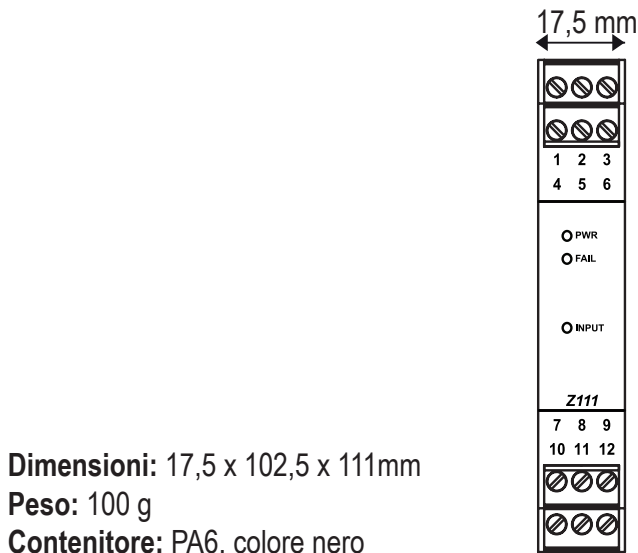 17,5 mm
1 2 3
4 5 6
PWR
FAIL
INPUT
Z111
7 8 9
10 11 12
Dimensioni: 17,5 x 102,5 x 111mm
Peso: 100 g
Contenitore: PA6, colore nero